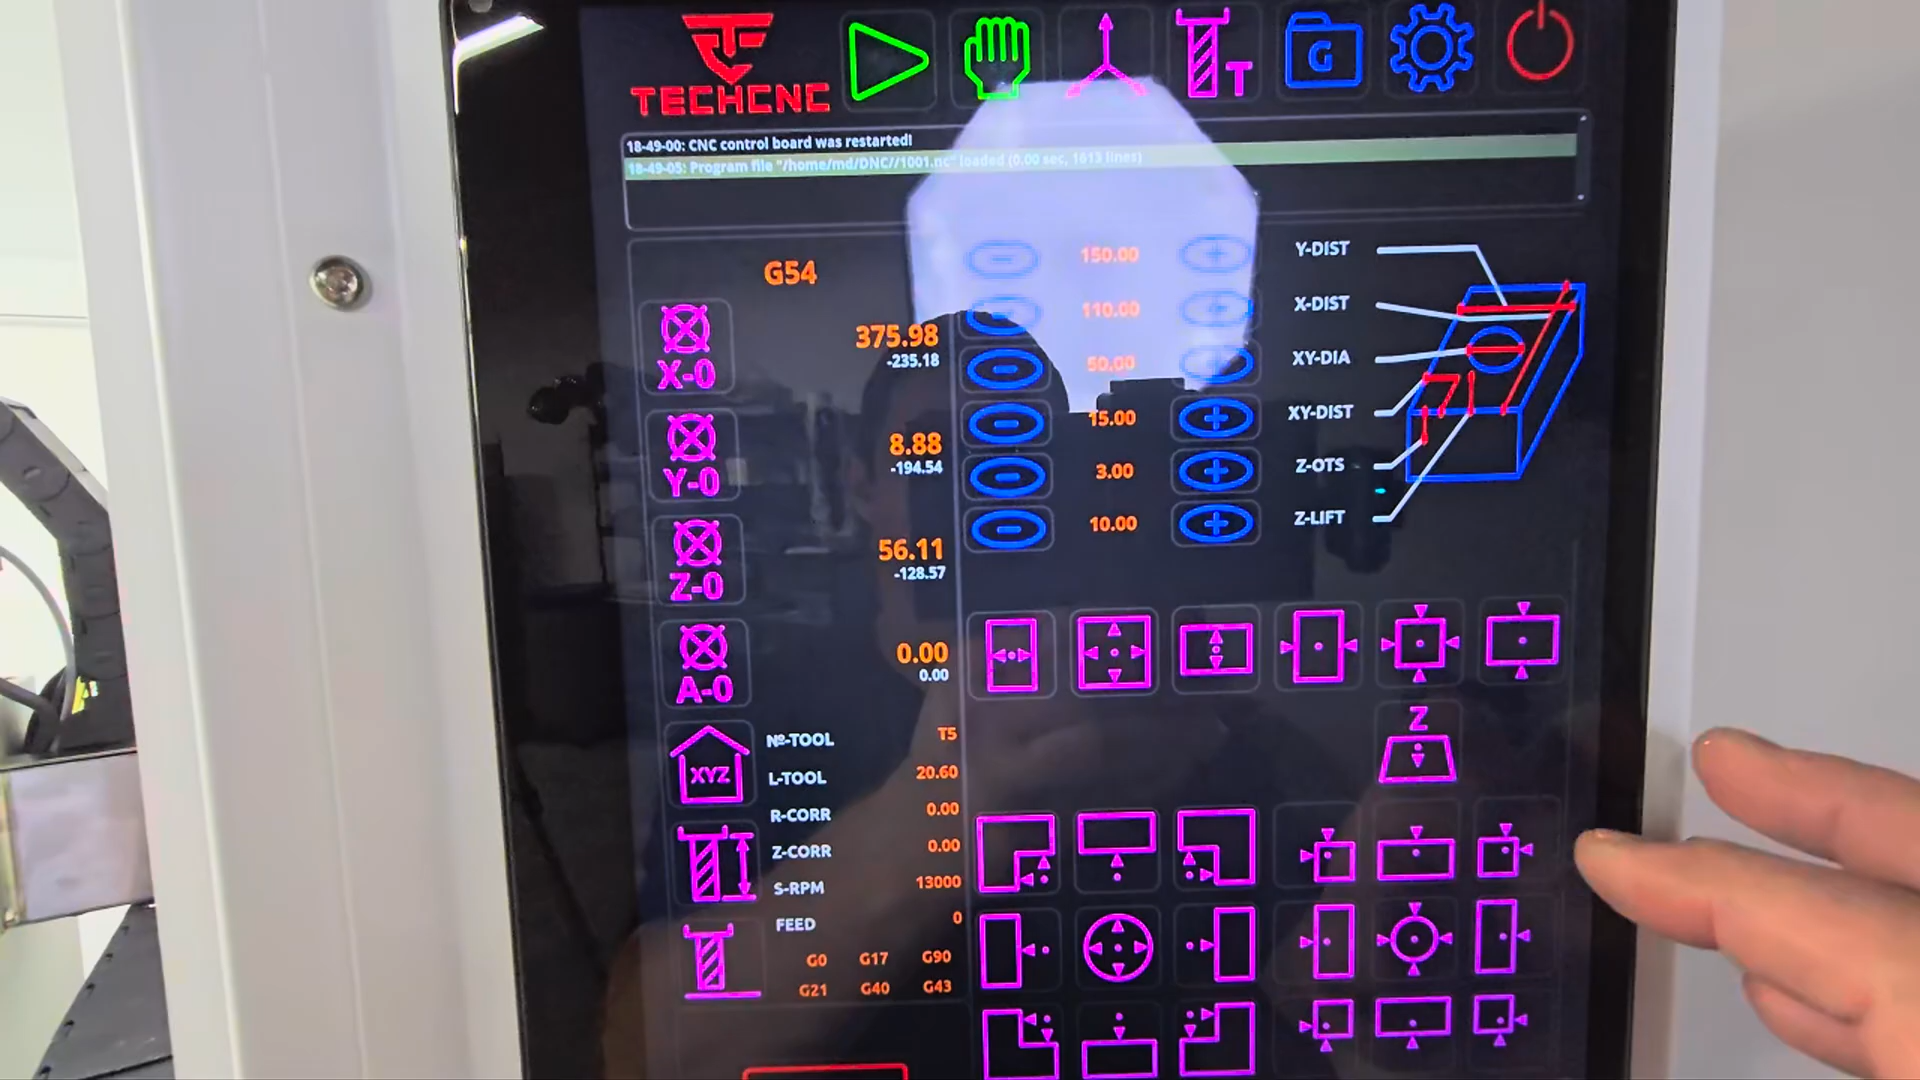 TECHCNC
T
G
18-49-00: CNC control board was restarted!
18-49-05: Program file "/home/md/DNC//1001.nc" loaded (0.00 sec, 1613 lines)
G54
X-0
375.98
-235.18
Y-0
8.88
-194.54
Z-0
56.11
-128.57
A-0
0.00
0.00
XYZ
№-TOOL T5
L-TOOL 20.60
R-CORR 0.00
Z-CORR 0.00
S-RPM 13000
FEED 0
G0 G17 G90
G21 G40 G43
- 150.00 + Y-DIST
- 110.00 + X-DIST
- 50.00 + XY-DIA
- 15.00 + XY-DIST
- 3.00 + Z-OTS
- 10.00 + Z-LIFT
Z